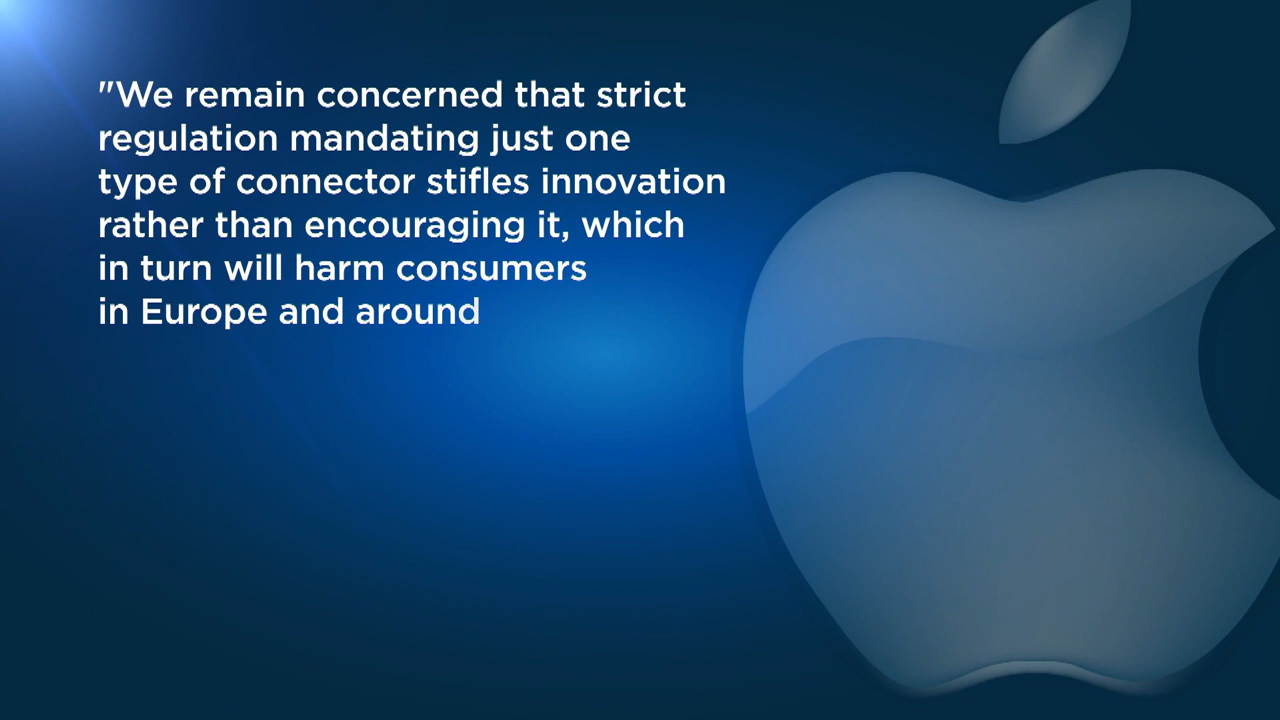 "We remain concerned that strict
regulation mandating just one
type of connector stifles innovation
rather than encouraging it, which
in turn will harm consumers
in Europe and around